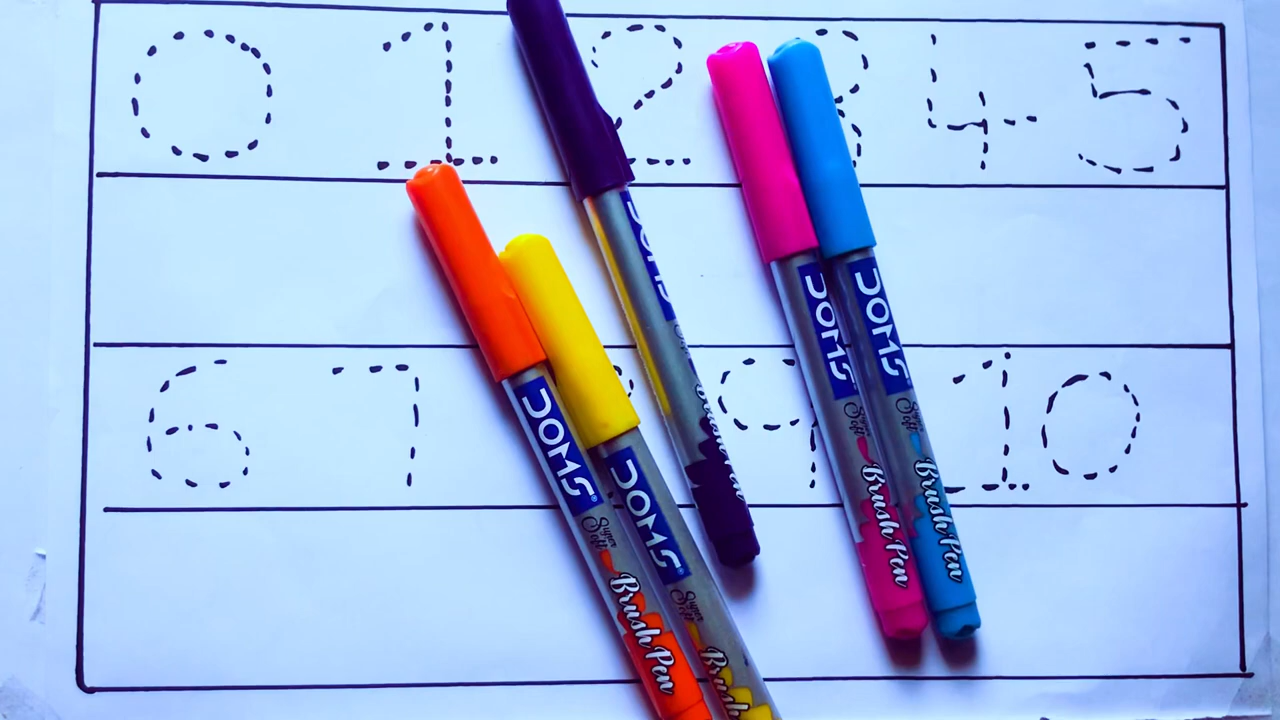 0 1 2 3 4 5
6 7 9 10
DOMS® Super Soft Brush Pen
DOMS® Super Soft Brush
DOMS Brush Pen
DOMS Super Soft Brush Pen
DOMS Super Soft Brush Pen